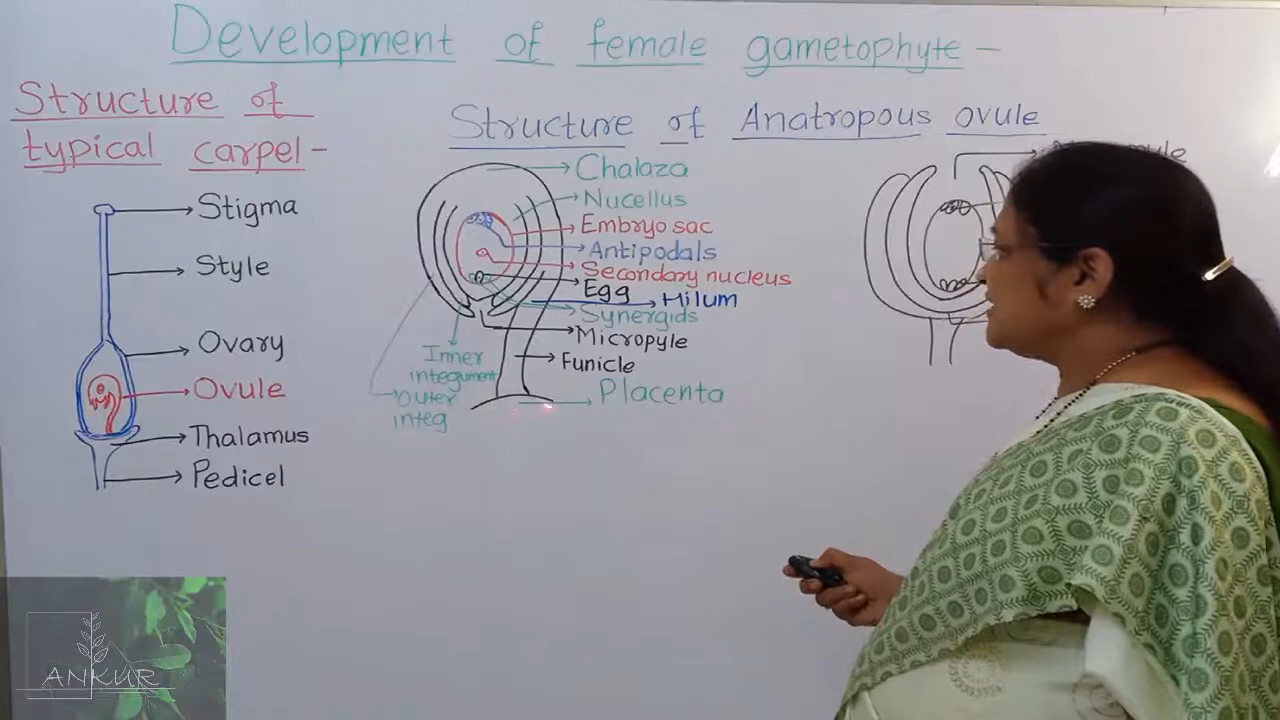 Development of female gametophyte -
Structure of
typical carpel -
Stigma
Style
Ovary
Ovule
Thalamus
Pedicel
Structure of Anatropous ovule
Chalaza
Nucellus
Embryo sac
Antipodals
Secondary nucleus
Egg
Hilum
Synergids
Micropyle
Funicle
Placenta
Inner
integument
Outer
integ
ANKUR